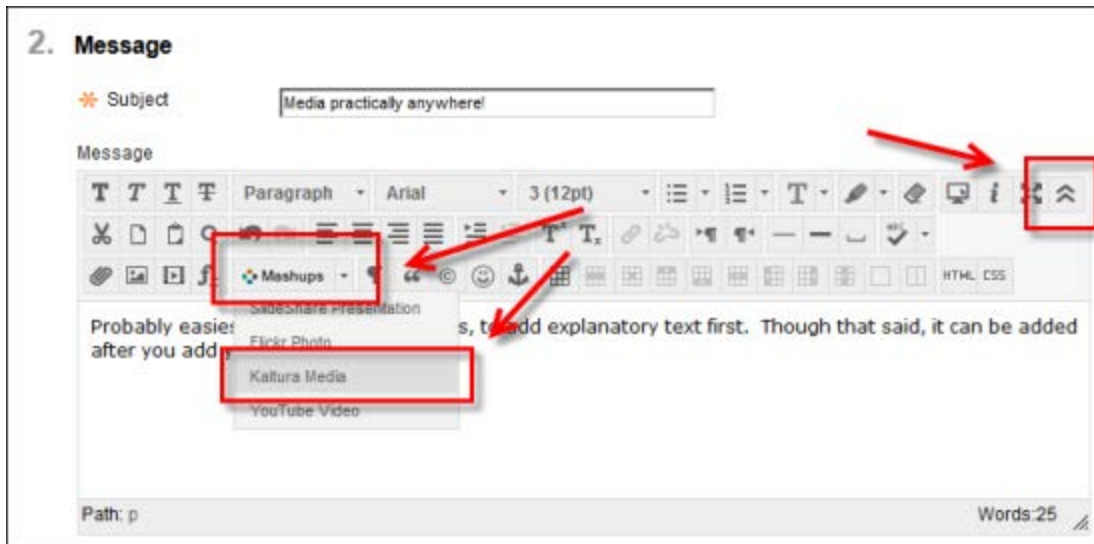 2. Message
Subject
Media practically anywhere!
Message
T T T T Paragraph Arial 3 (12pt) T i
T T ABC
Mashups HTML CSS
SlideShare Presentation
Probably easies s, to add explanatory text first. Though that said, it can be added
Flickr Photo
after you add
Kaltura Media
YouTube Video
Path: p Words:25